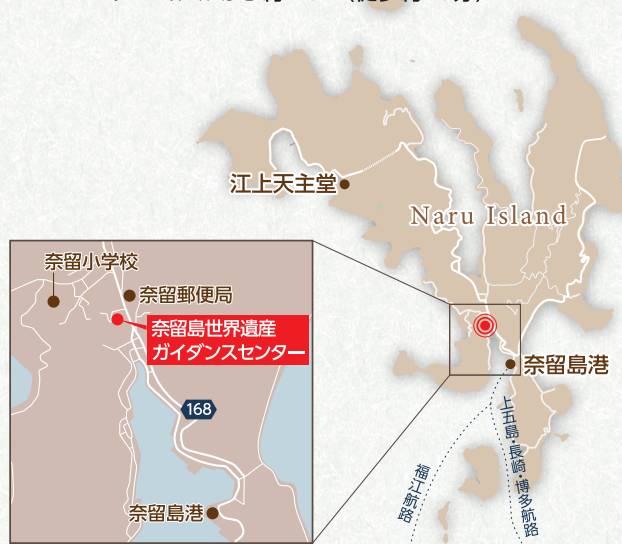 江上天主堂
Naru Island
奈留小学校
奈留郵便局
奈留島世界遺産
ガイダンスセンター
168
奈留島港
奈留島港
福江航路
上五島・長崎・博多航路